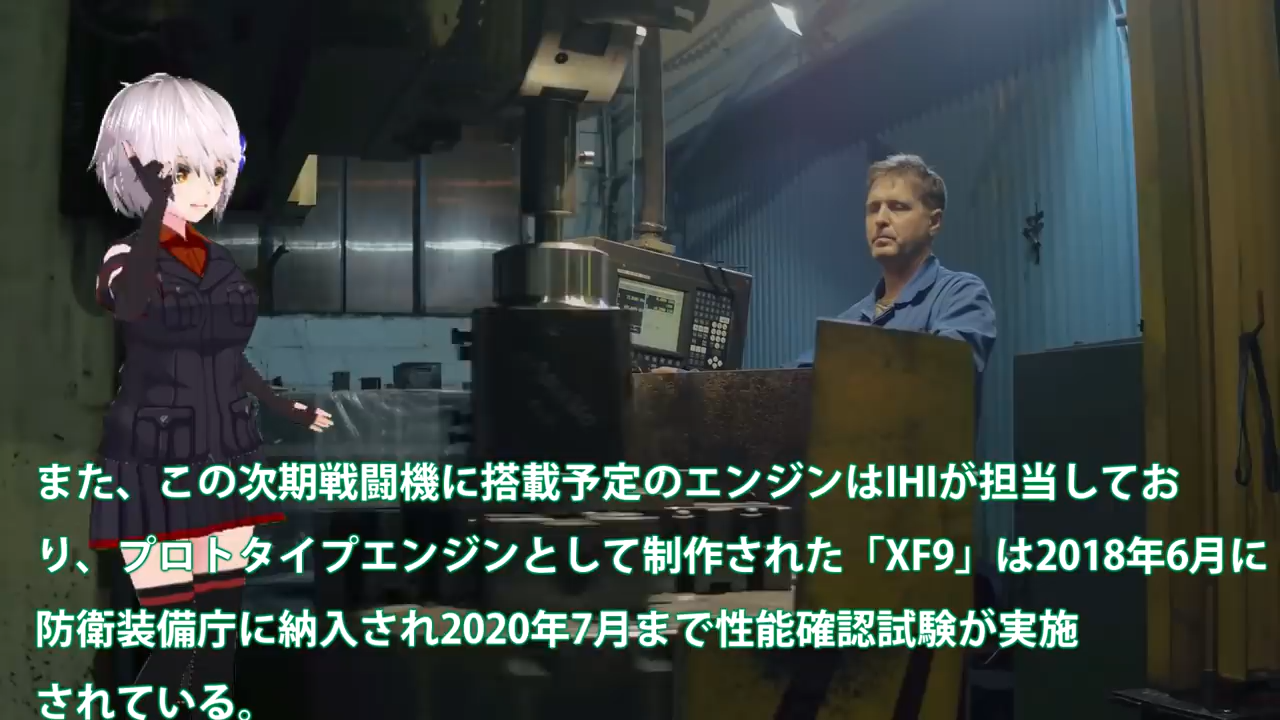 また、この次期戦闘機に搭載予定のエンジンはIHIが担当してお
り、プロトタイプエンジンとして制作された「XF9」は2018年6月に
防衛装備庁に納入され2020年7月まで性能確認試験が実施
されている。